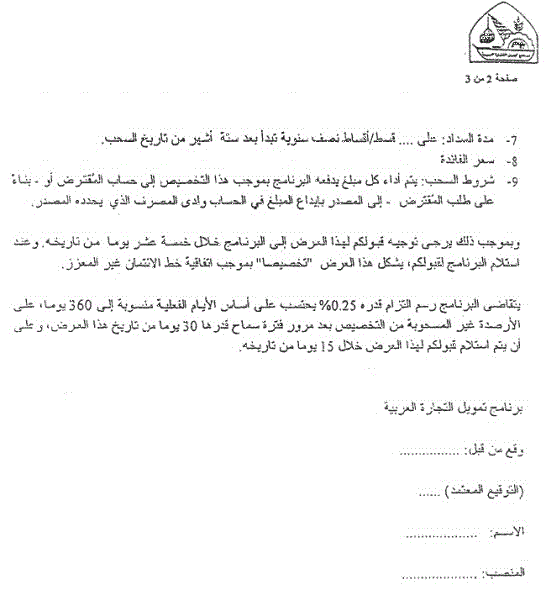 صفحة 2 من 3
7- مدة السداد: على .... قسط/أقساط نصف سنوية تبدأ بعد ستة أشهر من تاريخ السحب.
8- سعر الفائدة
9- شروط السحب: يتم أداء كل مبلغ يدفعه البرنامج بموجب هذا التخصيص إلى حساب المُقترض أو - بناءً
على طلب المُقترض - إلى المصدر بإيداع المبلغ في الحساب ولدى المصرف الذي يحدده المصدر.
وبموجب ذلك يرجى توجيه قبولكم لهذا العرض إلى البرنامج خلال خمسة عشر يوما من تاريخه. وعند
استلام البرنامج لقبولكم، يشكل هذا العرض "تخصيصا" بموجب اتفاقية خط الائتمان غير المعزز.
يتقاضى البرنامج رسم التزام قدره 0.25% يحتسب على أساس الأيام الفعلية منسوبة إلى 360 يوما، على
الأرصدة غير المسحوبة من التخصيص بعد مرور فترة سماح قدرها 30 يوما من تاريخ هذا العرض، وعلى
أن يتم استلام قبولكم لهذا العرض خلال 15 يوما من تاريخه.
برنامج تمويل التجارة العربية
وقع من قبل: ................
(التوقيع المعتمد) ......
الاسم: ...................
المنصب: ....................